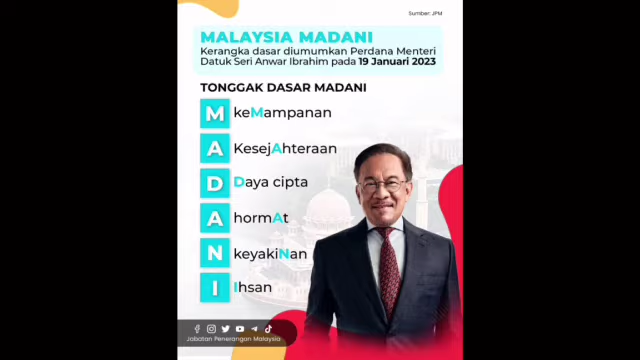 Sumber: JPM
MALAYSIA MADANI
Kerangka dasar diumumkan Perdana Menteri
Datuk Seri Anwar Ibrahim pada 19 Januari 2023
TONGGAK DASAR MADANI
M keMampanan
A KesejAhteraan
D Daya cipta
A hormAt
N keyakiNan
I Ihsan
Jabatan Penerangan Malaysia